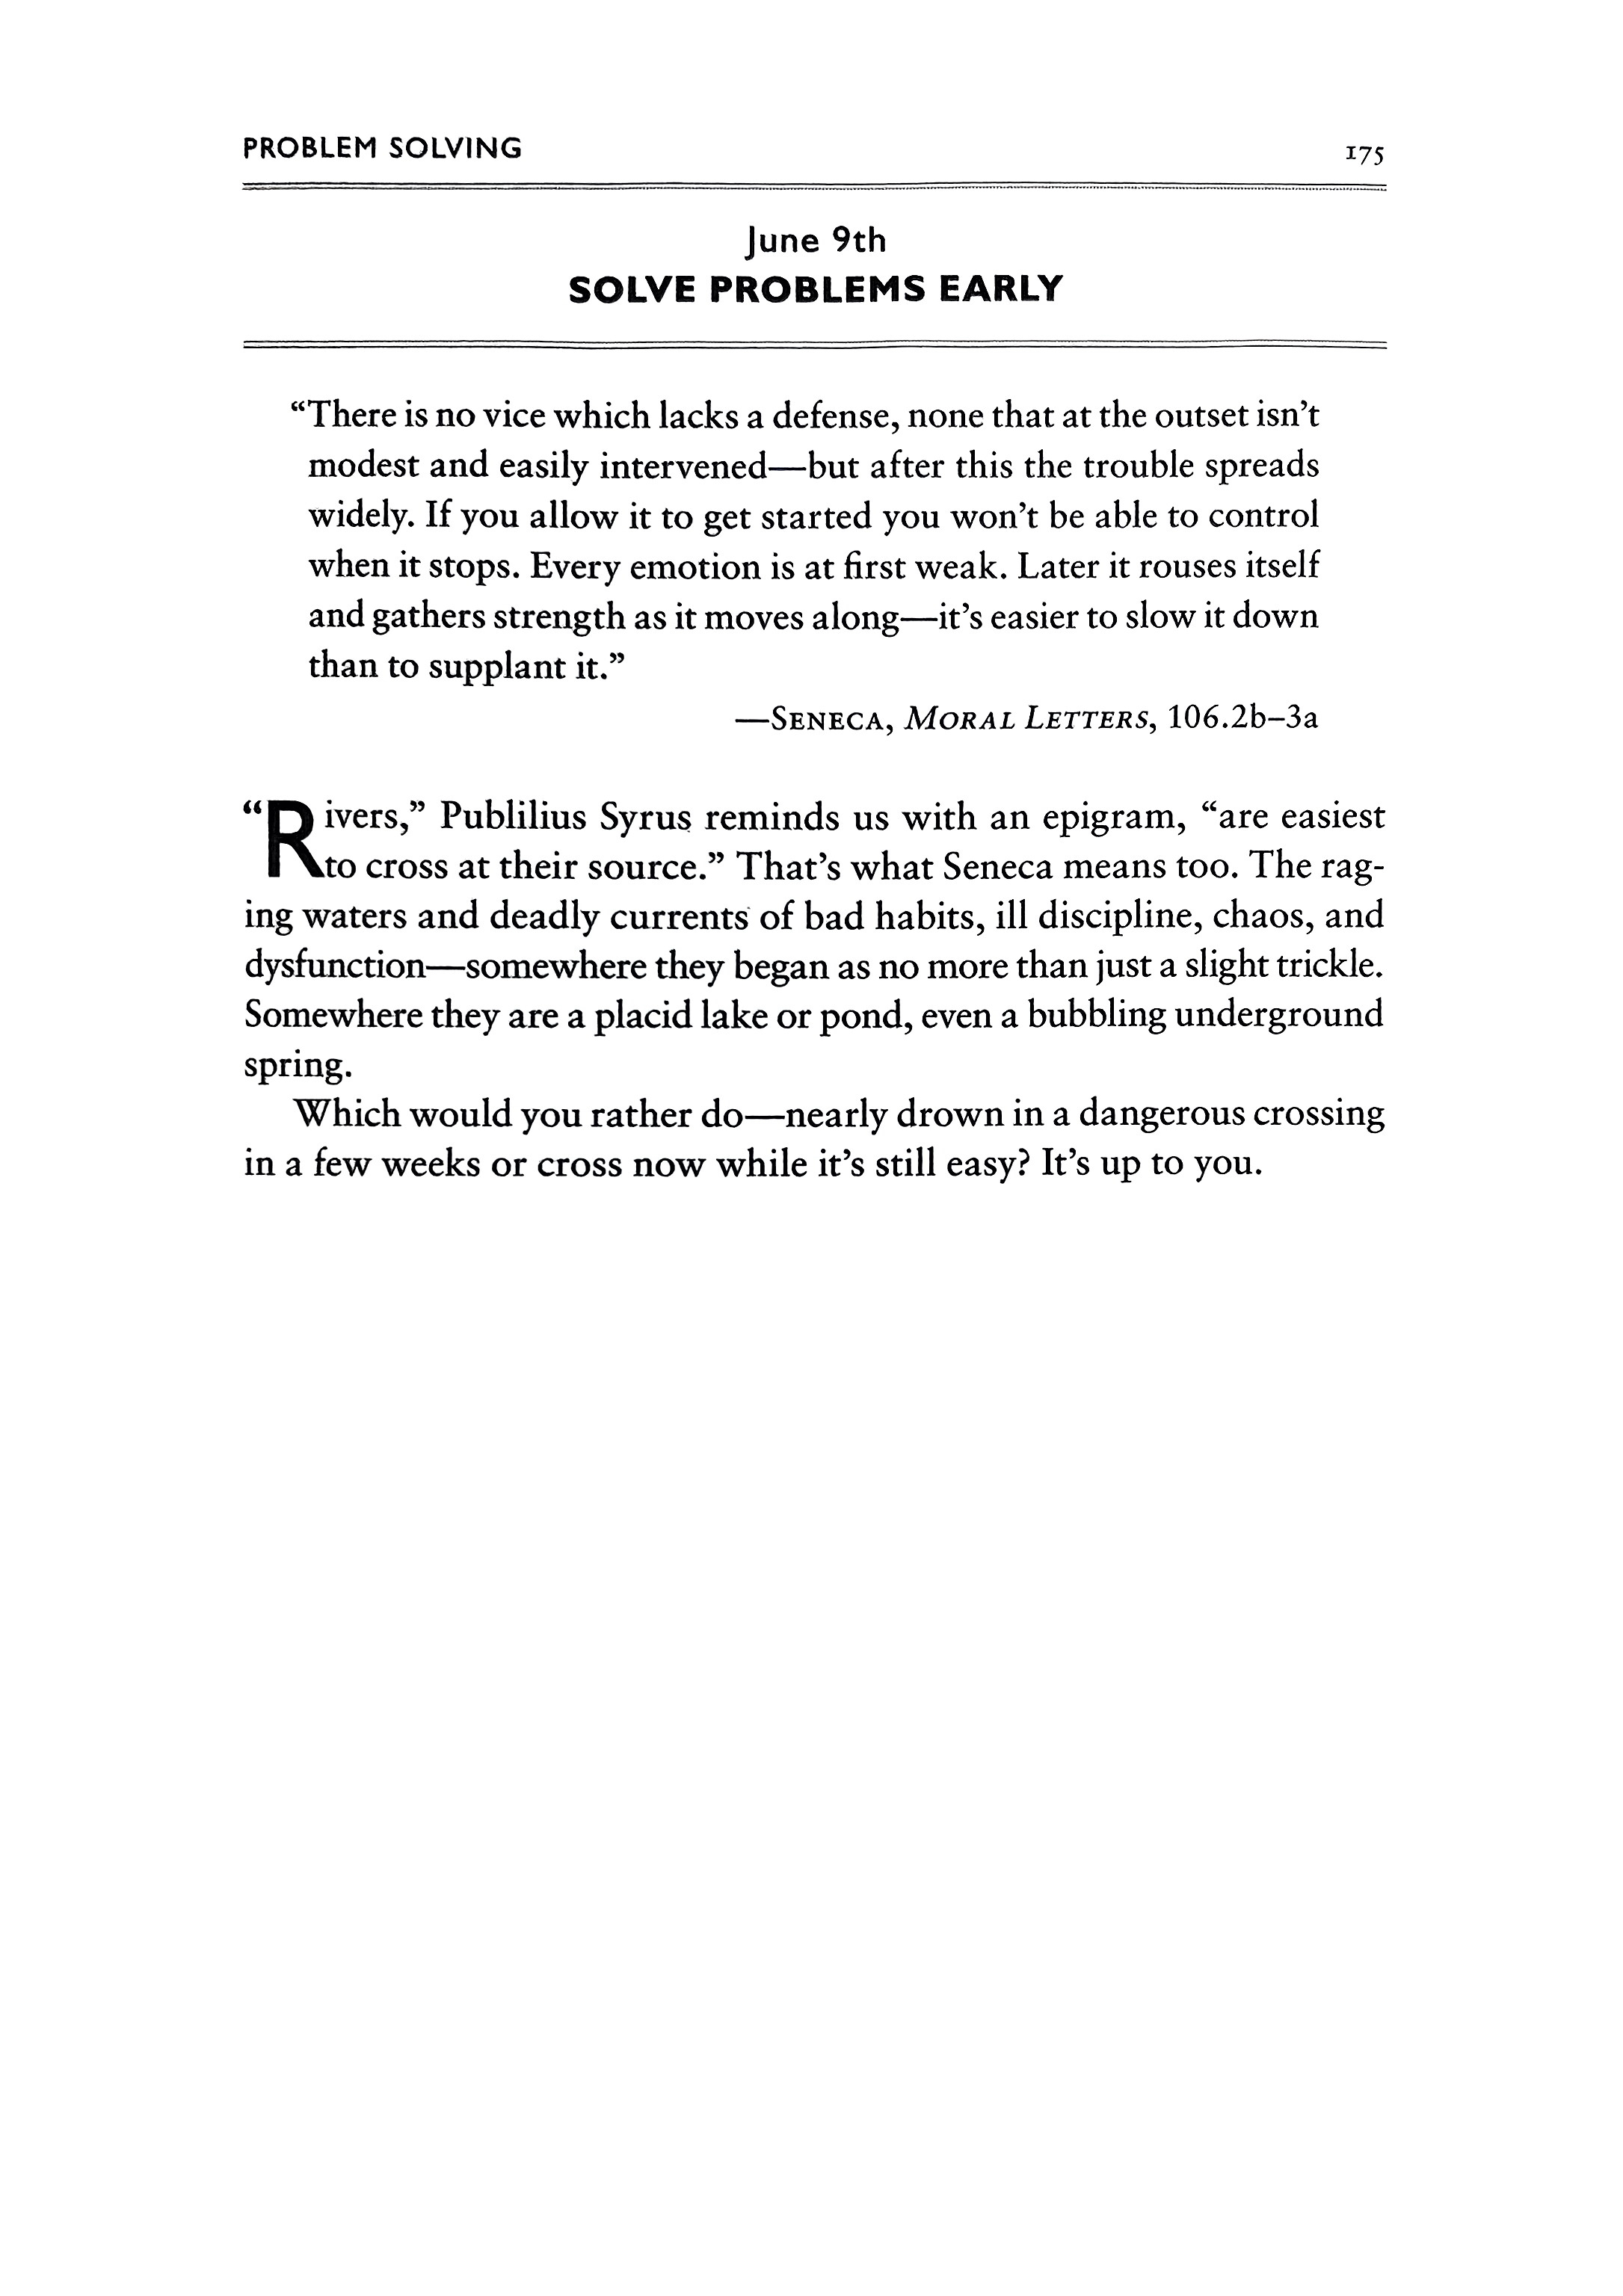 PROBLEM SOLVING 175
June 9th
SOLVE PROBLEMS EARLY
“There is no vice which lacks a defense, none that at the outset isn’t
modest and easily intervened—but after this the trouble spreads
widely. If you allow it to get started you won’t be able to control
when it stops. Every emotion is at first weak. Later it rouses itself
and gathers strength as it moves along—it’s easier to slow it down
than to supplant it.”
—SENECA, MORAL LETTERS, 106.2b–3a
“Rivers,” Publilius Syrus reminds us with an epigram, “are easiest
to cross at their source.” That’s what Seneca means too. The rag-
ing waters and deadly currents of bad habits, ill discipline, chaos, and
dysfunction—somewhere they began as no more than just a slight trickle.
Somewhere they are a placid lake or pond, even a bubbling underground
spring.
Which would you rather do—nearly drown in a dangerous crossing
in a few weeks or cross now while it’s still easy? It’s up to you.